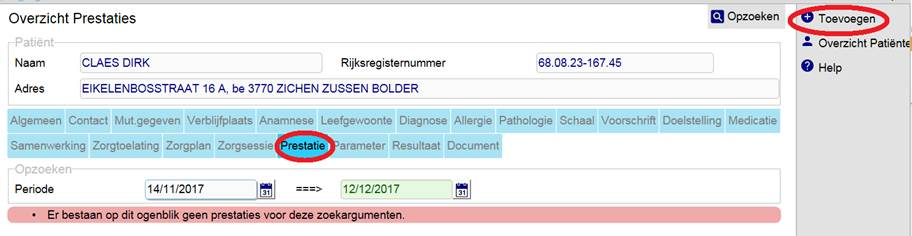 Overzicht Prestaties
Opzoeken
Toevoegen
Overzicht Patiënte
Help
Patiënt
Naam CLAES DIRK Rijksregisternummer 68.08.23-167.45
Adres EIKELENBOSSTRAAT 16 A, be 3770 ZICHEN ZUSSEN BOLDER
Algemeen Contact Mut.gegeven Verblijfplaats Anamnese Leefgewoonte Diagnose Allergie Pathologie Schaal Voorschrift Doelstelling Medicatie
Samenwerking Zorgtoelating Zorgplan Zorgsessie Prestatie Parameter Resultaat Document
Opzoeken
Periode 14/11/2017 31 ===> 12/12/2017 31
• Er bestaan op dit ogenblik geen prestaties voor deze zoekargumenten.